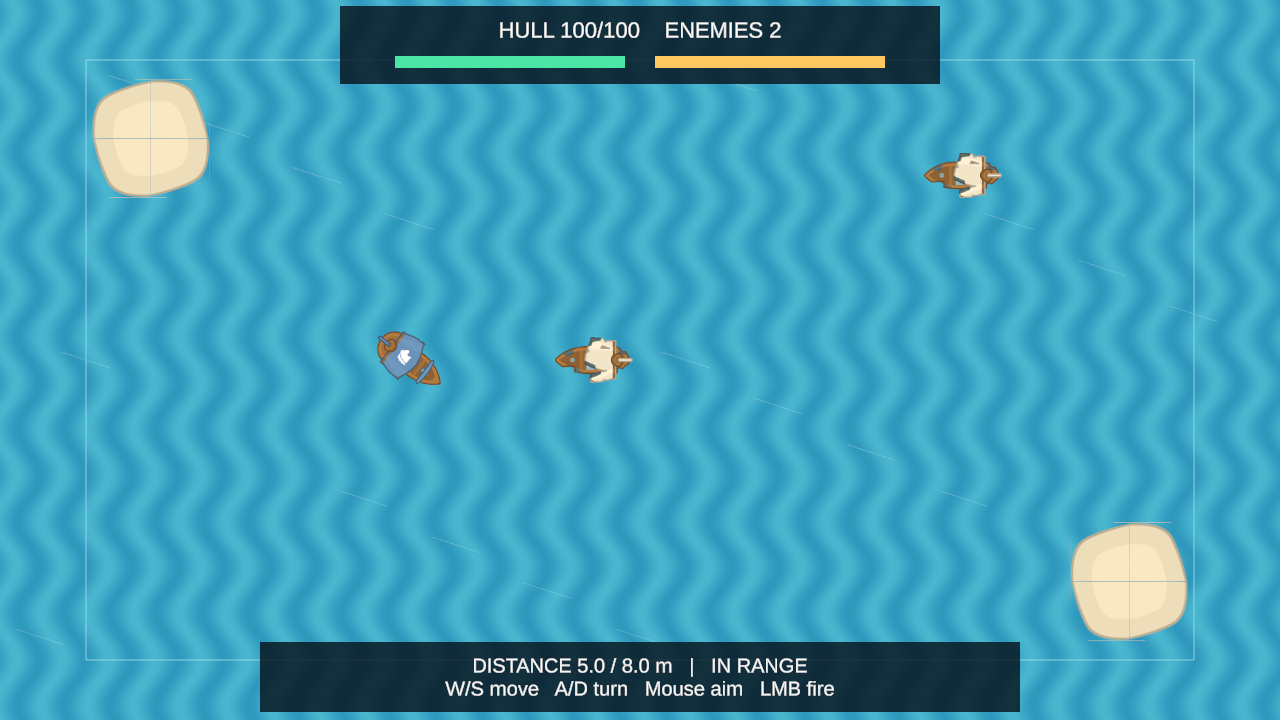 HULL 100/100 ENEMIES 2
DISTANCE 5.0 / 8.0 m | IN RANGE
W/S move A/D turn Mouse aim LMB fire